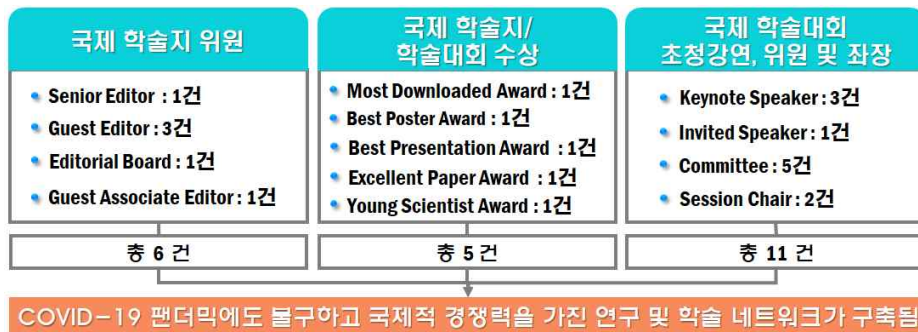 국제 학술지 위원
Senior Editor : 1건
Guest Editor : 3건
Editorial Board : 1건
Guest Associate Editor : 1건
총 6 건
국제 학술지/
학술대회 수상
Most Downloaded Award : 1건
Best Poster Award : 1건
Best Presentation Award : 1건
Excellent Paper Award : 1건
Young Scientist Award : 1건
총 5 건
국제 학술대회
초청강연, 위원 및 좌장
Keynote Speaker : 3건
Invited Speaker : 1건
Committee : 5건
Session Chair : 2건
총 11 건
COVID-19 팬더믹에도 불구하고 국제적 경쟁력을 가진 연구 및 학술 네트워크가 구축됨